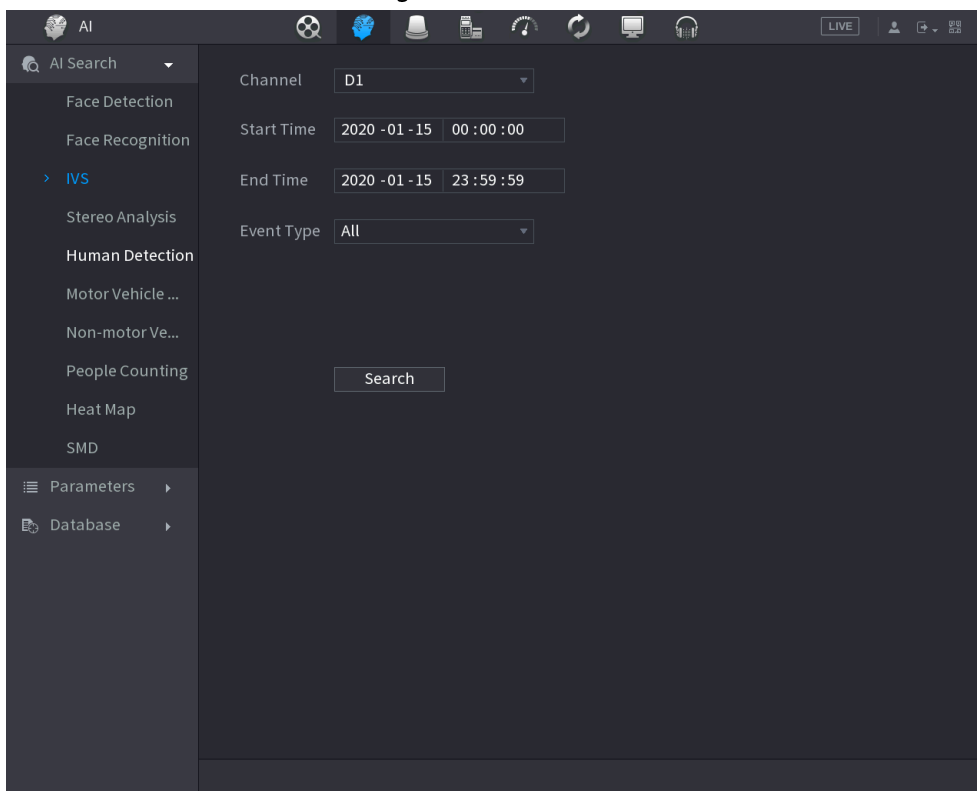 AI
LIVE
AI Search
Face Detection
Face Recognition
IVS
Stereo Analysis
Human Detection
Motor Vehicle ...
Non-motor Ve...
People Counting
Heat Map
SMD
Parameters
Database
Channel D1
Start Time 2020 -01 -15 00 : 00 : 00
End Time 2020 -01 -15 23 : 59 : 59
Event Type All
Search